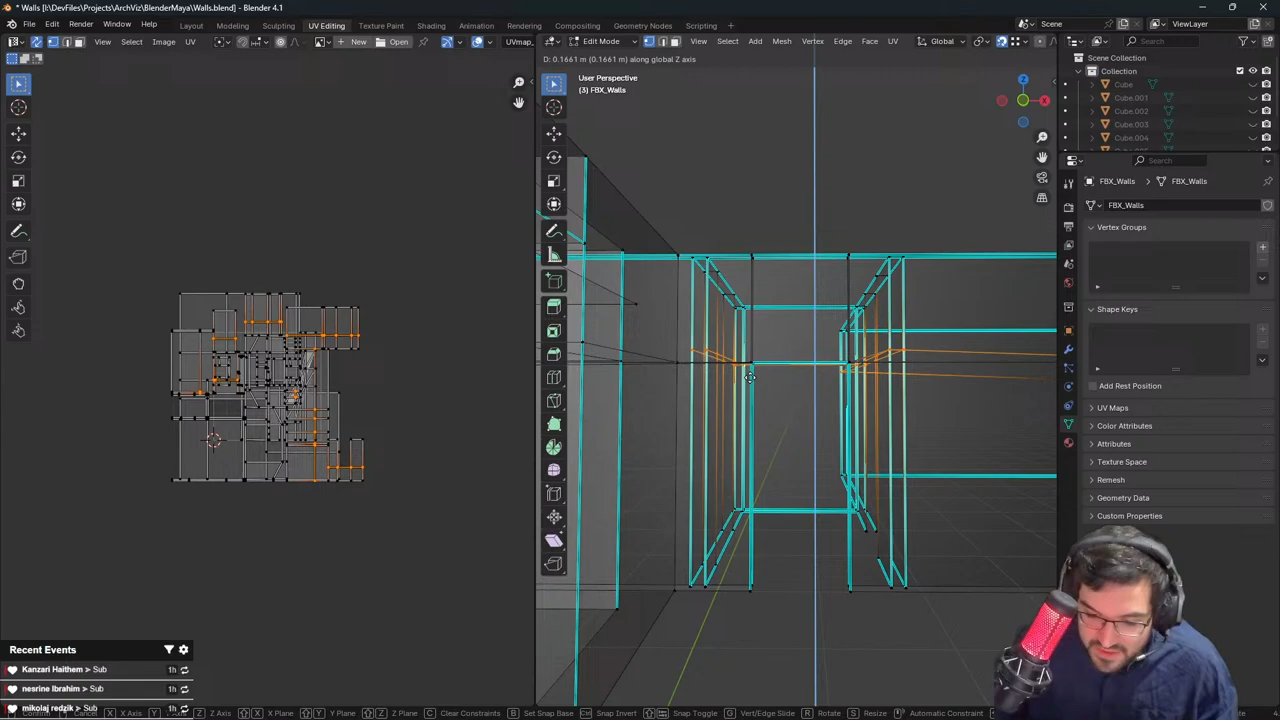 * Walls [I:\DevFiles\Projects\ArchViz\BlenderMaya\Walls.blend] - Blender 4.1
File Edit Render Window Help Layout Modeling Sculpting UV Editing Texture Paint Shading Animation Rendering Compositing Geometry Nodes Scripting Scene ViewLayer
View Select Image UV New Open UVmap_ Edit Mode View Select Add Mesh Vertex Edge Face UV Global Search
D: 0.1661 m (0.1661 m) along global Z axis
Scene Collection
Collection
User Perspective
Cube
(3) FBX_Walls
Cube.001
Cube.002
Cube.003
Cube.004
Z
X
Search
FBX_Walls FBX_Walls
FBX_Walls
Vertex Groups
Shape Keys
Add Rest Position
UV Maps
Color Attributes
Attributes
Texture Space
Remesh
Geometry Data
Custom Properties
Recent Events
Kanzari Haithem > Sub 1h
nesrine Ibrahim > Sub 1h
mikolaj redzik > Sub 1h
Cancel X X Axis Z Z Axis X X Plane Y Plane Z Z Plane C Clear Constraints B Set Snap Base Snap Invert Snap Toggle G Vert/Edge Slide R Rotate S Resize Automatic Constraint